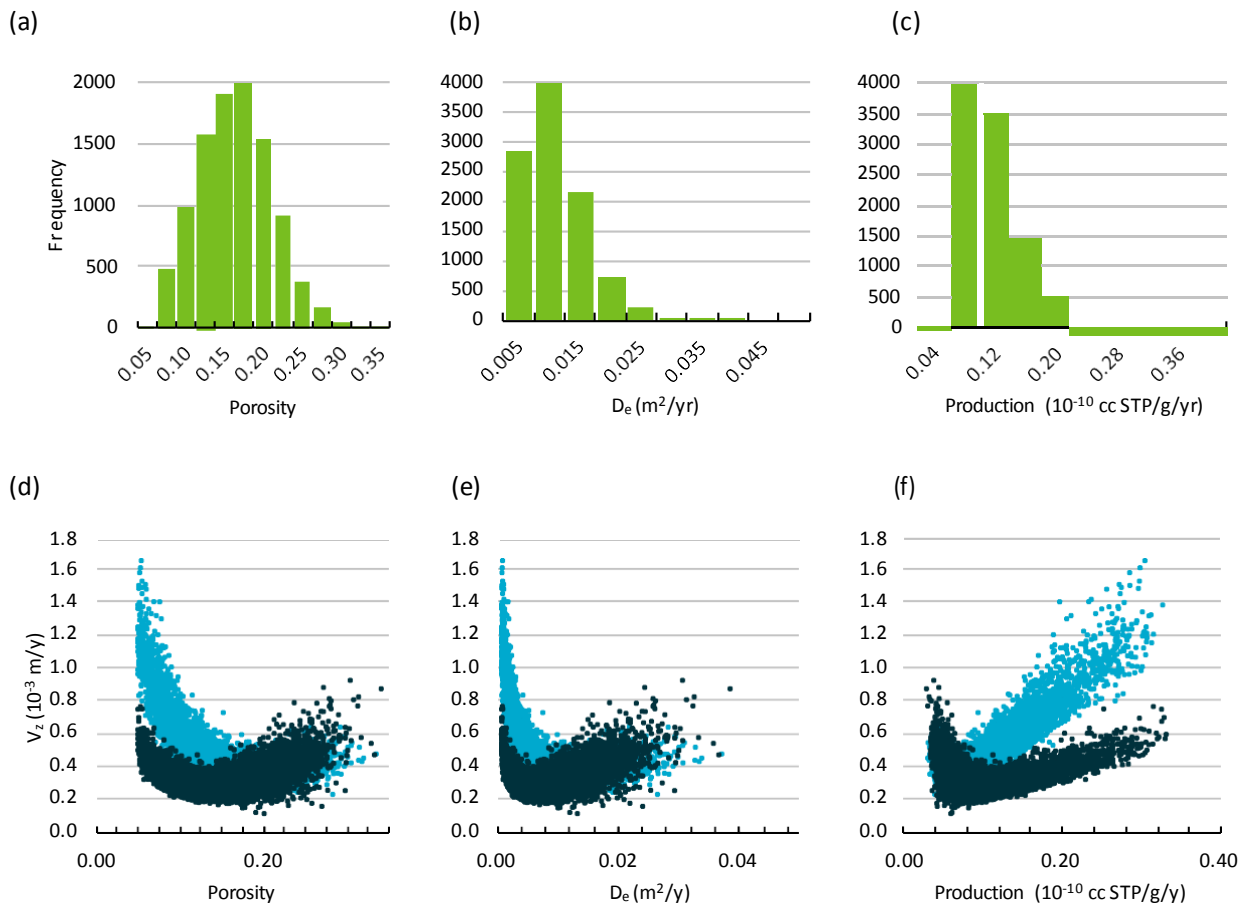 (a)
(b)
(c)
Frequency
2000
1500
1000
500
0
0.05 0.10 0.15 0.20 0.25 0.30 0.35
Porosity
4000
3500
3000
2500
2000
1500
1000
500
0
0.005 0.015 0.025 0.035 0.045
Dₑ (m²/yr)
4000
3500
3000
2500
2000
1500
1000
500
0
0.04 0.12 0.20 0.28 0.36
Production (10⁻¹⁰ cc STP/g/yr)
(d)
(e)
(f)
V𝓏 (10⁻³ m/y)
1.8
1.6
1.4
1.2
1.0
0.8
0.6
0.4
0.2
0.0
0.00 0.20
Porosity
1.8
1.6
1.4
1.2
1.0
0.8
0.6
0.4
0.2
0.0
0.00 0.02 0.04
Dₑ (m²/y)
1.8
1.6
1.4
1.2
1.0
0.8
0.6
0.4
0.2
0.0
0.00 0.20 0.40
Production (10⁻¹⁰ cc STP/g/y)